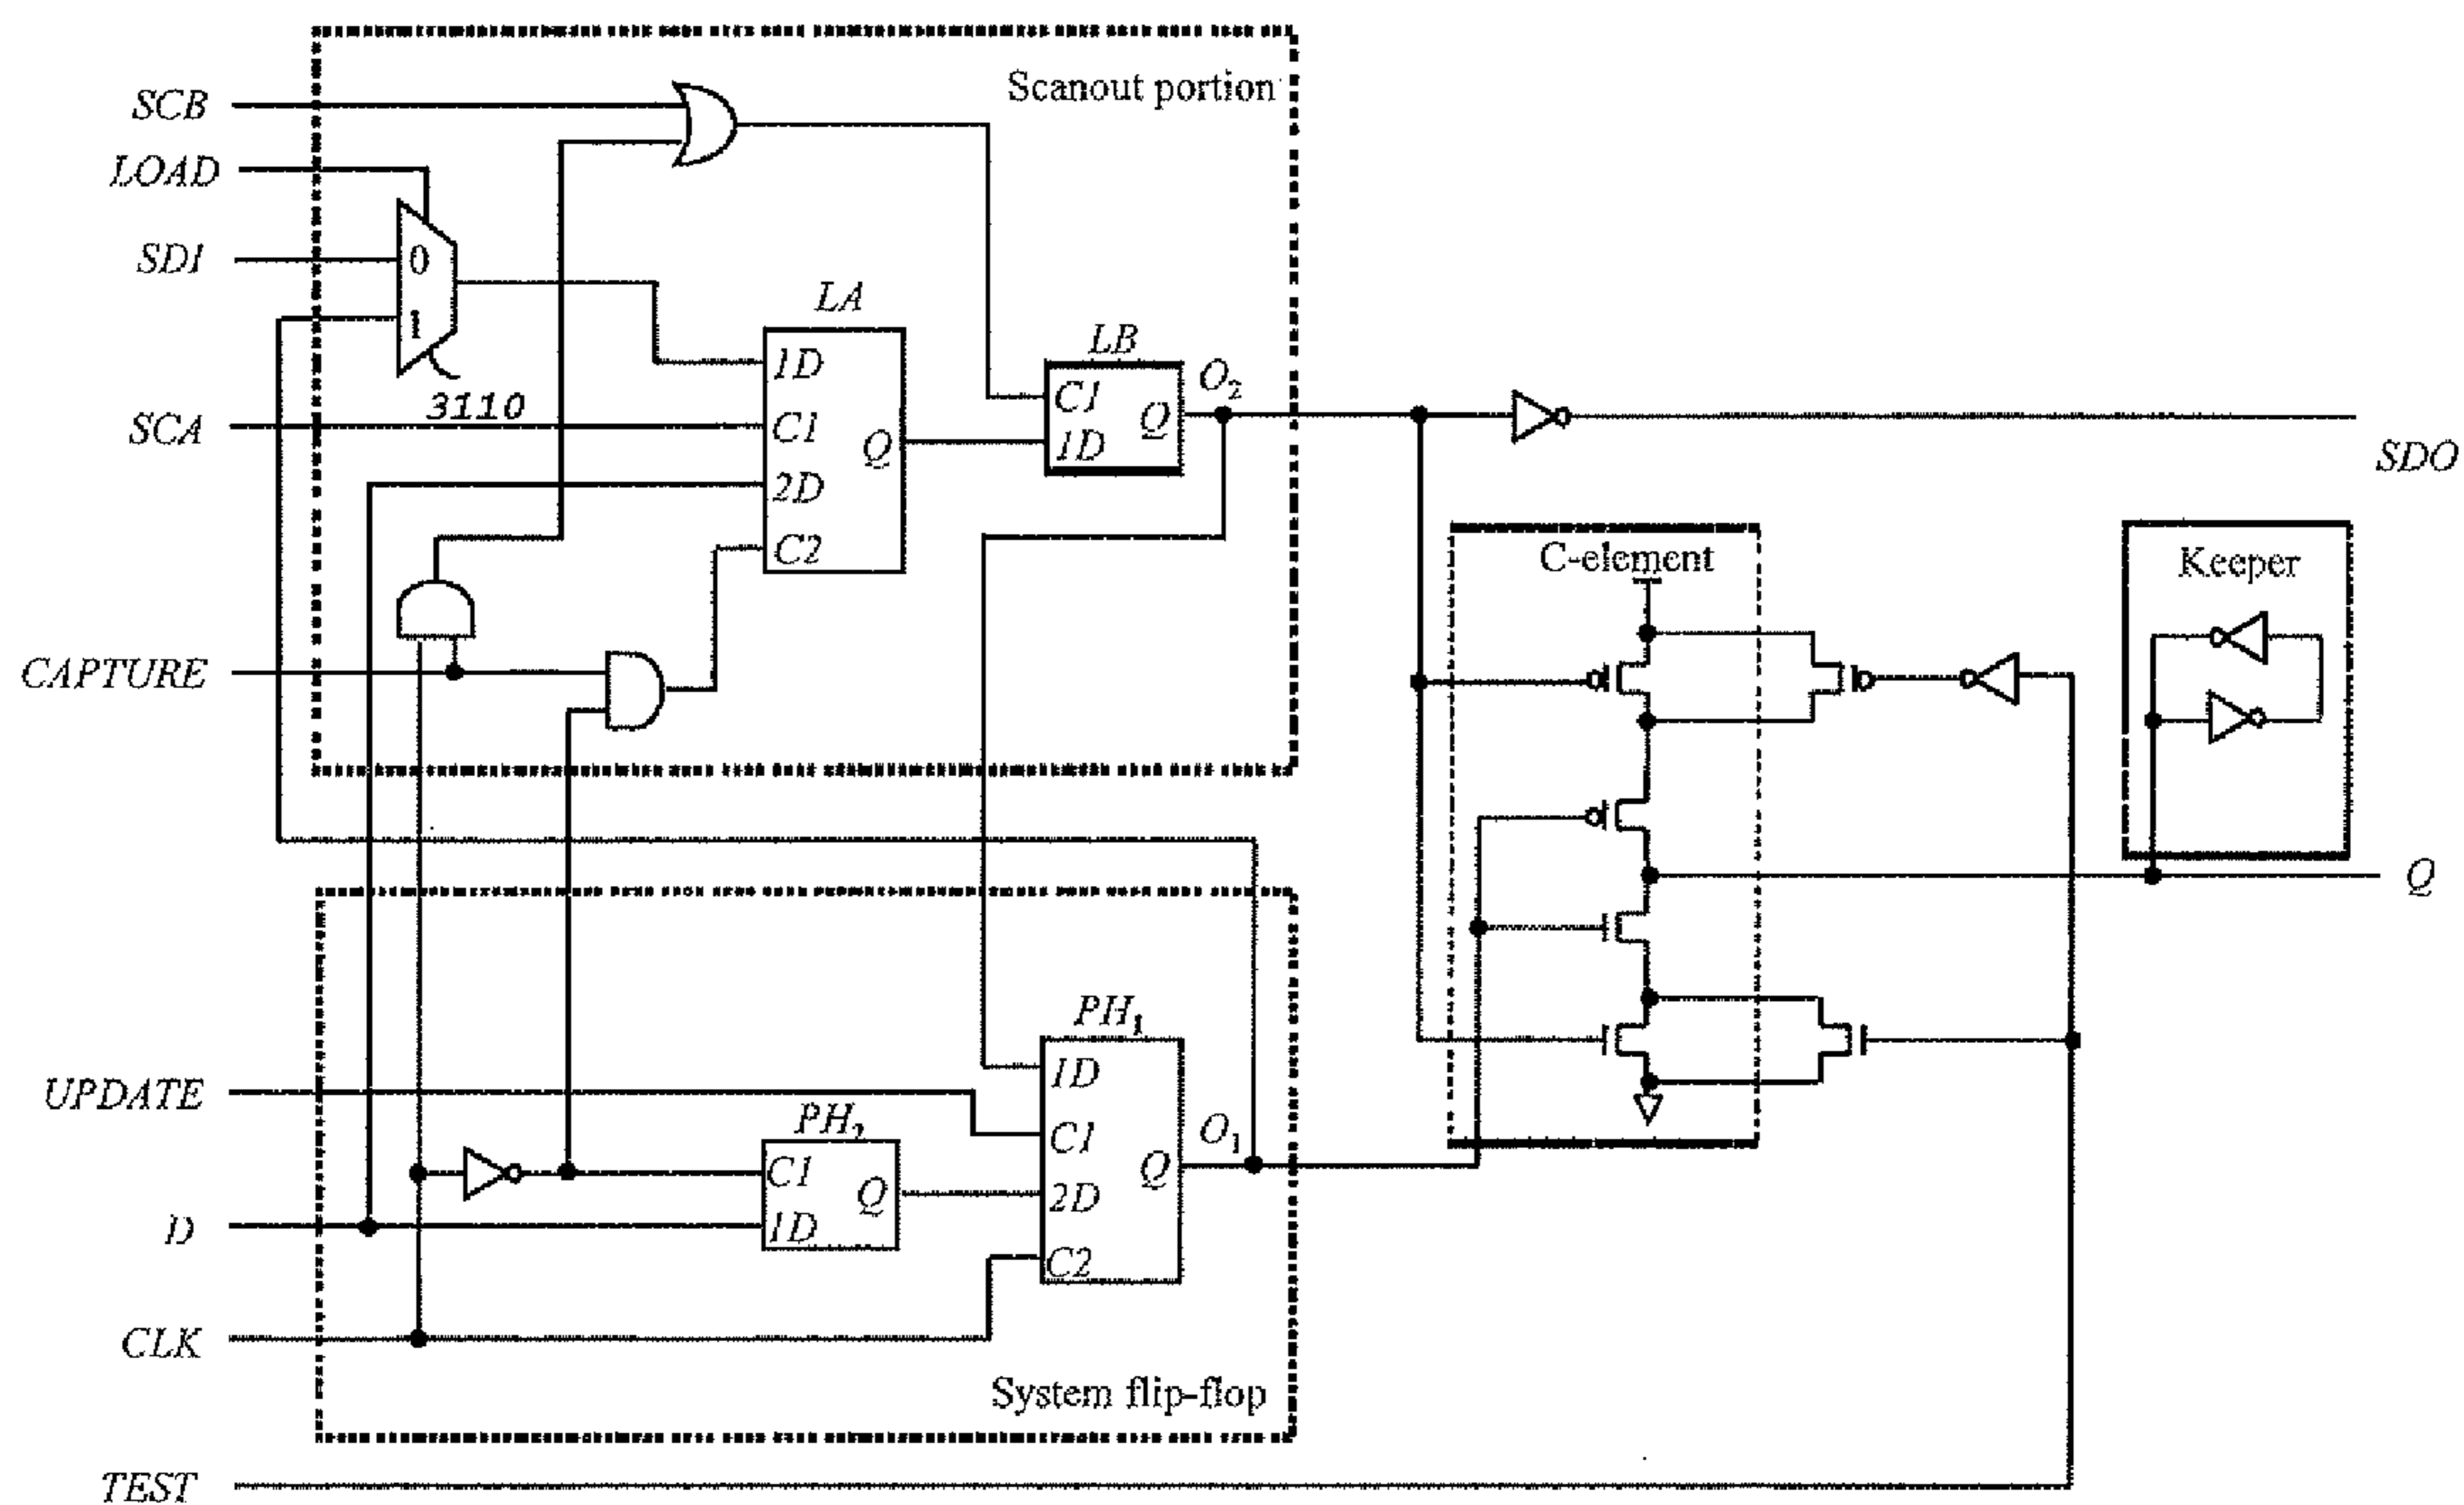 Scanout portion
SCB
LOAD
SDI
0
1
3110
SCA
LA
1D
C1
2D
C2
Q
LB
C1
1D
Q
O2
SDO
C-element
Keeper
CAPTURE
Q
UPDATE
PH2
C1
1D
Q
PH1
1D
C1
2D
C2
Q
O1
D
CLK
System flip-flop
TEST